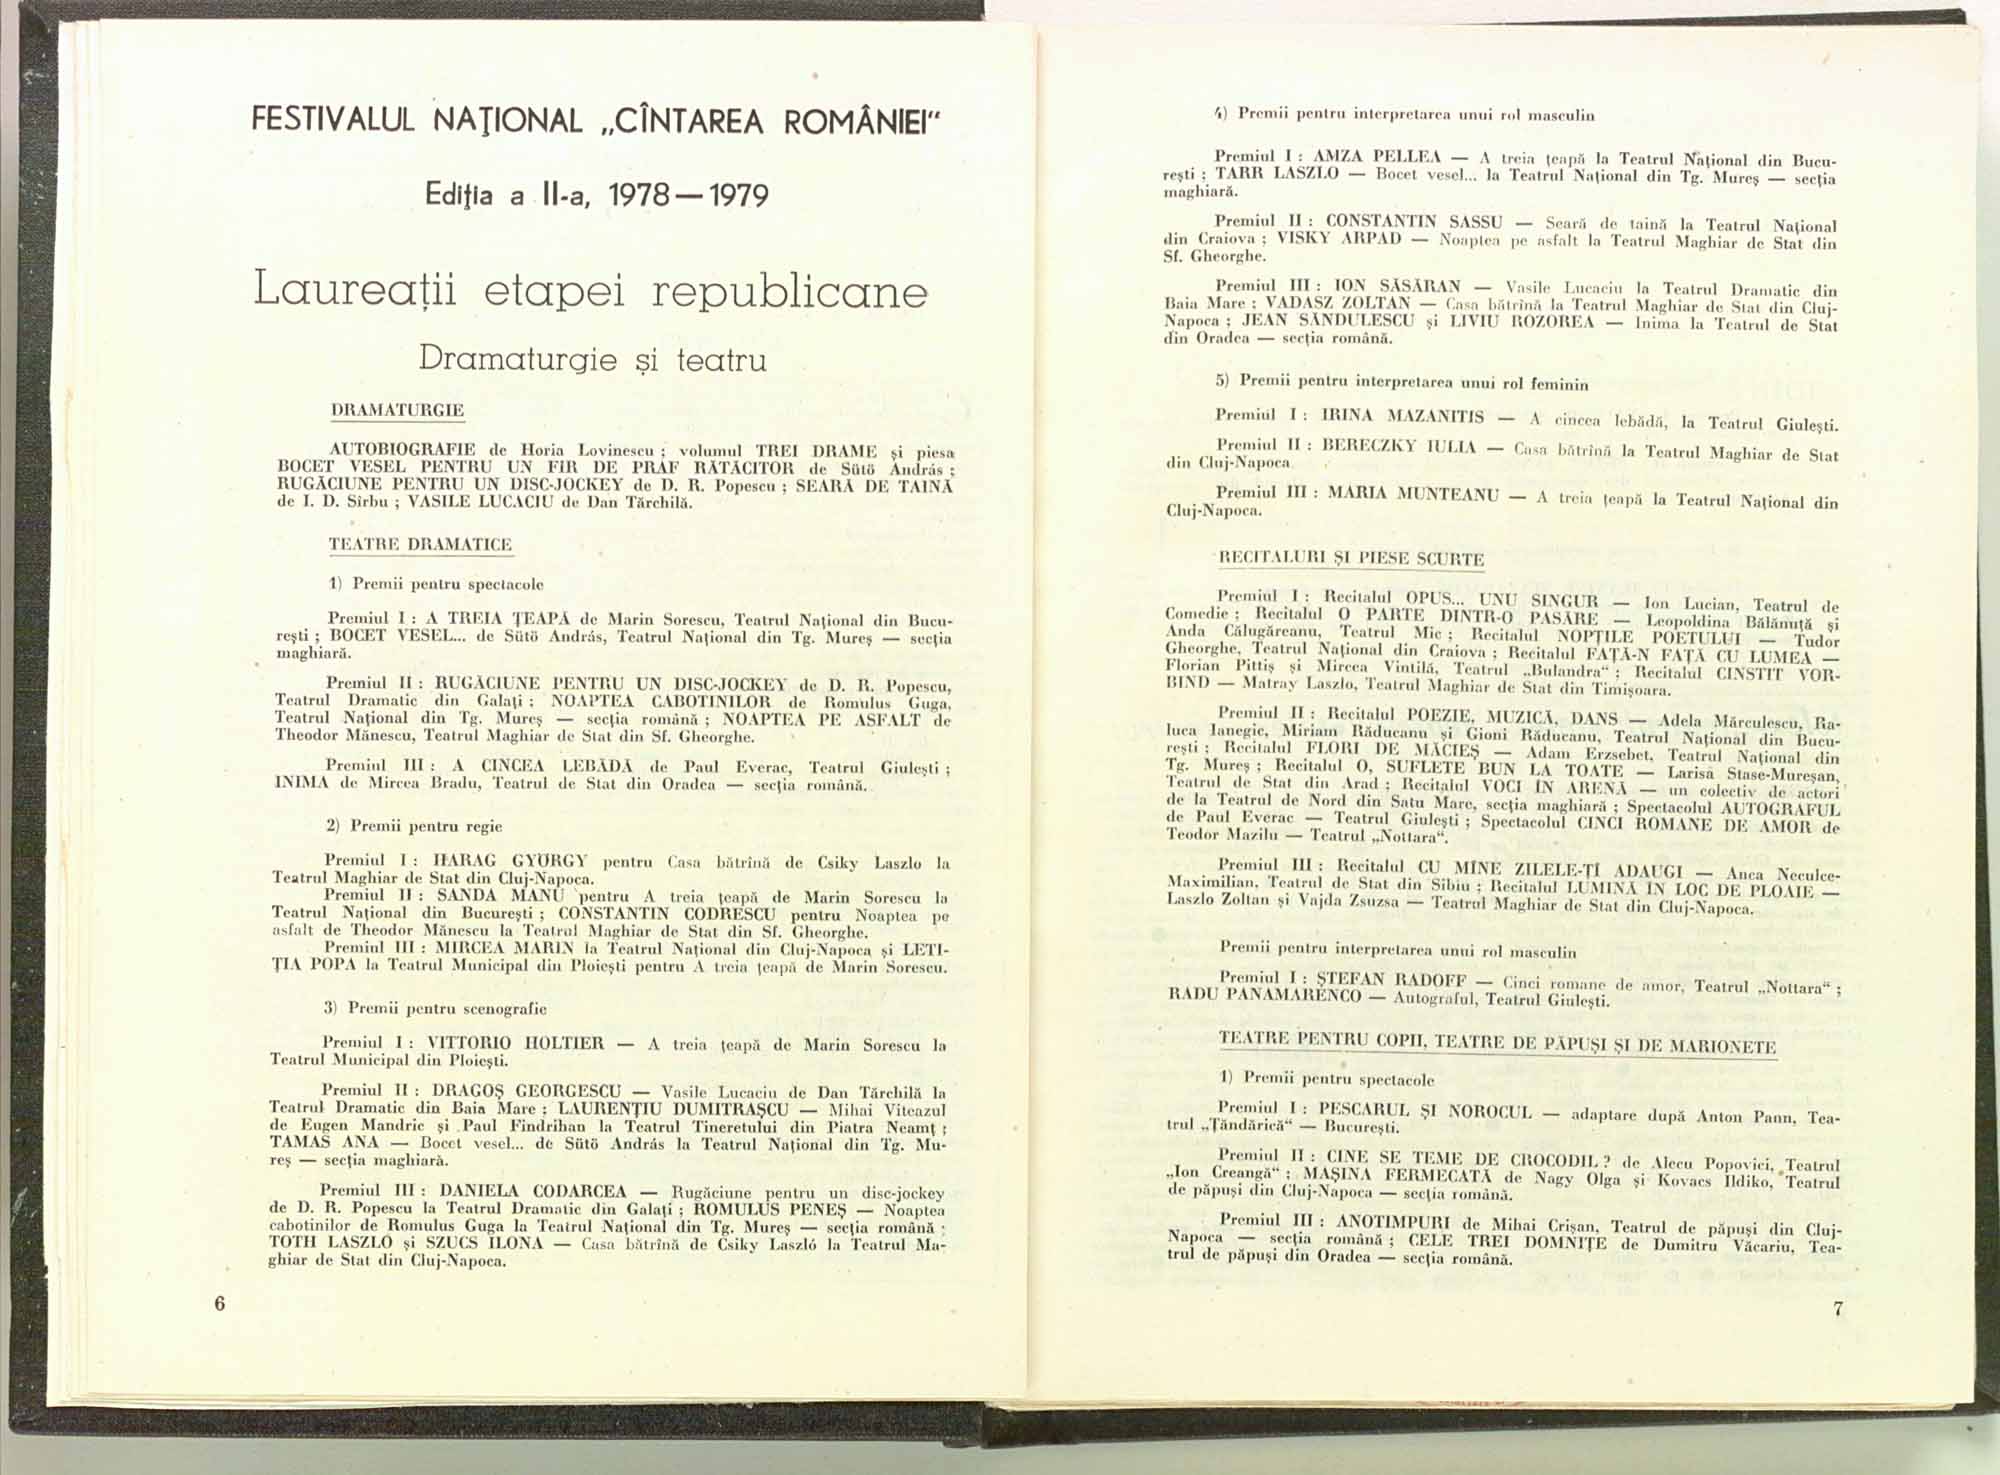 FESTIVALUL NAŢIONAL „CÎNTAREA ROMÂNIEI“
Ediţia a II-a, 1978—1979
Laureaţii etapei republicane
Dramaturgie şi teatru
DRAMATURGIE
AUTOBIOGRAFIE de Horia Lovinescu ; volumul TREI DRAME şi piesa
BOCET VESEL PENTRU UN FIR DE PRAF RĂTĂCITOR de Sütö András ;
RUGĂCIUNE PENTRU UN DISC-JOCKEY de D. R. Popescu ; SEARĂ DE TAINĂ
de I. D. Sîrbu ; VASILE LUCACIU de Dan Tărchilă.
TEATRE DRAMATICE
1) Premii pentru spectacole
Premiul I : A TREIA ŢEAPĂ de Marin Sorescu, Teatrul Naţional din Bucu-
reşti ; BOCET VESEL... de Sütö András, Teatrul Naţional din Tg. Mureş — secţia
maghiară.
Premiul II : RUGĂCIUNE PENTRU UN DISC-JOCKEY de D. R. Popescu,
Teatrul Dramatic din Galaţi ; NOAPTEA CABOTINILOR de Romulus Guga,
Teatrul Naţional din Tg. Mureş — secţia română ; NOAPTEA PE ASFALT de
Theodor Mănescu, Teatrul Maghiar de Stat din Sf. Gheorghe.
Premiul III : A CINCEA LEBĂDĂ de Paul Everac, Teatrul Giuleşti ;
INIMA de Mircea Bradu, Teatrul de Stat din Oradea — secţia română.
2) Premii pentru regie
Premiul I : HARAG GYÖRGY pentru Casa bătrînă de Csiky Laszlo la
Teatrul Maghiar de Stat din Cluj-Napoca.
Premiul II : SANDA MANU pentru A treia ţeapă de Marin Sorescu la
Teatrul Naţional din Bucureşti ; CONSTANTIN CODRESCU pentru Noaptea pe
asfalt de Theodor Mănescu la Teatrul Maghiar de Stat din Sf. Gheorghe.
Premiul III : MIRCEA MARIN la Teatrul Naţional din Cluj-Napoca şi LETI-
ŢIA POPA la Teatrul Municipal din Ploieşti pentru A treia ţeapă de Marin Sorescu.
3) Premii pentru scenografie
Premiul I : VITTORIO HOLTIER — A treia ţeapă de Marin Sorescu la
Teatrul Municipal din Ploieşti.
Premiul II : DRAGOŞ GEORGESCU — Vasile Lucaciu de Dan Tărchilă la
Teatrul Dramatic din Baia Mare ; LAURENŢIU DUMITRAŞCU — Mihai Viteazul
de Eugen Mandric şi Paul Findrihan la Teatrul Tineretului din Piatra Neamţ ;
TAMAS ANA — Bocet vesel... de Sütö András la Teatrul Naţional din Tg. Mu-
reş — secţia maghiară.
Premiul III : DANIELA CODARCEA — Rugăciune pentru un disc-jockey
de D. R. Popescu la Teatrul Dramatic din Galaţi ; ROMULUS PENEŞ — Noaptea
cabotinilor de Romulus Guga la Teatrul Naţional din Tg. Mureş — secţia română ;
TOTH LASZLÓ şi SZUCS ILONA — Casa bătrînă de Csiky Laszló la Teatrul Ma-
ghiar de Stat din Cluj-Napoca.
6
4) Premii pentru interpretarea unui rol masculin
Premiul I : AMZA PELLEA — A treia ţeapă la Teatrul Naţional din Bucu-
reşti ; TARR LASZLO — Bocet vesel... la Teatrul Naţional din Tg. Mureş — secţia
maghiară.
Premiul II : CONSTANTIN SASSU — Seară de taină la Teatrul Naţional
din Craiova ; VISKY ARPAD — Noaptea pe asfalt la Teatrul Maghiar de Stat din
Sf. Gheorghe.
Premiul III : ION SĂSĂRAN — Vasile Lucaciu la Teatrul Dramatic din
Baia Mare ; VADASZ ZOLTAN — Casa bătrînă la Teatrul Maghiar de Stat din Cluj-
Napoca ; JEAN SĂNDULESCU şi LIVIU ROZOREA — Inima la Teatrul de Stat
din Oradea — secţia română.
5) Premii pentru interpretarea unui rol feminin
Premiul I : IRINA MAZANITIS — A cincea lebădă, la Teatrul Giuleşti.
Premiul II : BERECZKY IULIA — Casa bătrînă la Teatrul Maghiar de Stat
din Cluj-Napoca
Premiul III : MARIA MUNTEANU — A treia ţeapă la Teatrul Naţional din
Cluj-Napoca.
RECITALURI ŞI PIESE SCURTE
Premiul I : Recitalul OPUS... UNU SINGUR — Ion Lucian, Teatrul de
Comedie ; Recitalul O PARTE DINTR-O PASĂRE — Leopoldina Bălănuţă şi
Anda Călugăreanu, Teatrul Mic ; Recitalul NOPŢILE POETULUI — Tudor
Gheorghe, Teatrul Naţional din Craiova ; Recitalul FAŢĂ-N FAŢĂ CU LUMEA —
Florian Pittiş şi Mircea Vintilă, Teatrul „Bulandra“ ; Recitalul CINSTIT VOR-
BIND — Matray Laszlo, Teatrul Maghiar de Stat din Timişoara.
Premiul II : Recitalul POEZIE, MUZICĂ, DANS — Adela Mărculescu, Ra-
luca Ianegic, Miriam Răducanu şi Gioni Răducanu, Teatrul Naţional din Bucu-
reşti ; Recitalul FLORI DE MĂCIEŞ — Adam Erzsebet, Teatrul Naţional din
Tg. Mureş ; Recitalul O, SUFLETE BUN LA TOATE — Larisa Stase-Mureşan,
Teatrul de Stat din Arad ; Recitalul VOCI ÎN ARENĂ — un colectiv de actori
de la Teatrul de Nord din Satu Mare, secţia maghiară ; Spectacolul AUTOGRAFUL
de Paul Everac — Teatrul Giuleşti ; Spectacolul CINCI ROMANE DE AMOR de
Teodor Mazilu — Teatrul „Nottara“.
Premiul III : Recitalul CU MÎNE ZILELE-ŢI ADAUGI — Anca Neculce-
Maximilian, Teatrul de Stat din Sibiu ; Recitalul LUMINĂ ÎN LOC DE PLOAIE —
Laszlo Zoltan şi Vajda Zsuzsa — Teatrul Maghiar de Stat din Cluj-Napoca.
Premii pentru interpretarea unui rol masculin
Premiul I : ŞTEFAN RADOFF — Cinci romane de amor, Teatrul „Nottara“ ;
RADU PANAMARENCO — Autograful, Teatrul Giuleşti.
TEATRE PENTRU COPII, TEATRE DE PĂPUŞI ŞI DE MARIONETE
1) Premii pentru spectacole
Premiul I : PESCARUL ŞI NOROCUL — adaptare după Anton Pann, Tea-
trul „Ţăndărică“ — Bucureşti.
Premiul II : CINE SE TEME DE CROCODIL ? de Alecu Popovici, Teatrul
„Ion Creangă“ ; MAŞINA FERMECATĂ de Nagy Olga şi Kovacs Ildiko, Teatrul
de păpuşi din Cluj-Napoca — secţia română.
Premiul III : ANOTIMPURI de Mihai Crişan, Teatrul de păpuşi din Cluj-
Napoca — secţia română ; CELE TREI DOMNIŢE de Dumitru Văcariu, Tea-
trul de păpuşi din Oradea — secţia română.
7